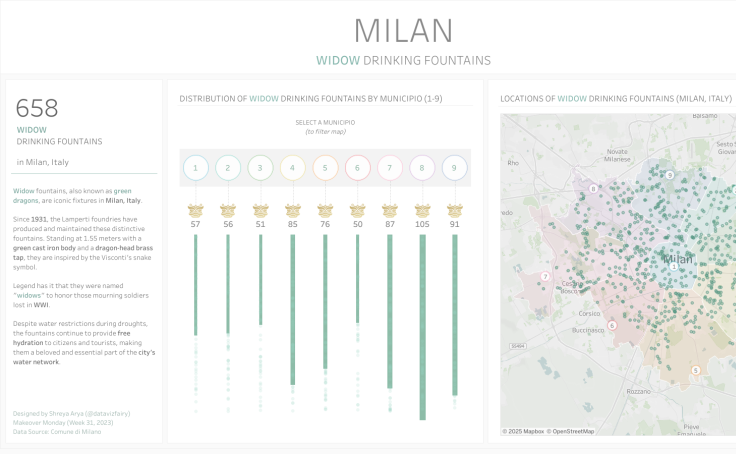 MILAN
WIDOW DRINKING FOUNTAINS
658
WIDOW
DRINKING FOUNTAINS
in Milan, Italy
Widow fountains, also known as green
dragons, are iconic fixtures in Milan, Italy.
Since 1931, the Lamperti foundries have
produced and maintained these distinctive
fountains. Standing at 1.55 meters with a
green cast iron body and a dragon-head brass
tap, they are inspired by the Visconti's snake
symbol.
Legend has it that they were named
"widows" to honor those mourning soldiers
lost in WWI.
Despite water restrictions during droughts,
the fountains continue to provide free
hydration to citizens and tourists, making
them a beloved and essential part of the city's
water network.
Designed by Shreya Arya (@datavizfairy)
Makeover Monday (Week 31, 2023)
Data Source: Comune di Milano
DISTRIBUTION OF WIDOW DRINKING FOUNTAINS BY MUNICIPIO (1-9)
SELECT A MUNICIPIO
(to filter map)
1 2 3 4 5 6 7 8 9
57 56 51 85 76 50 87 105 91
LOCATIONS OF WIDOW DRINKING FOUNTAINS (MILAN, ITALY)
Balsamo
Sesto
Giovan
Novate
Milanese
Rho
9
8
Milan
1
7
Cesano
Boscone
Corsico
6
Buccinasco
5
Rozzano
Pieve
Emanuele
© 2025 Mapbox © OpenStreetMap